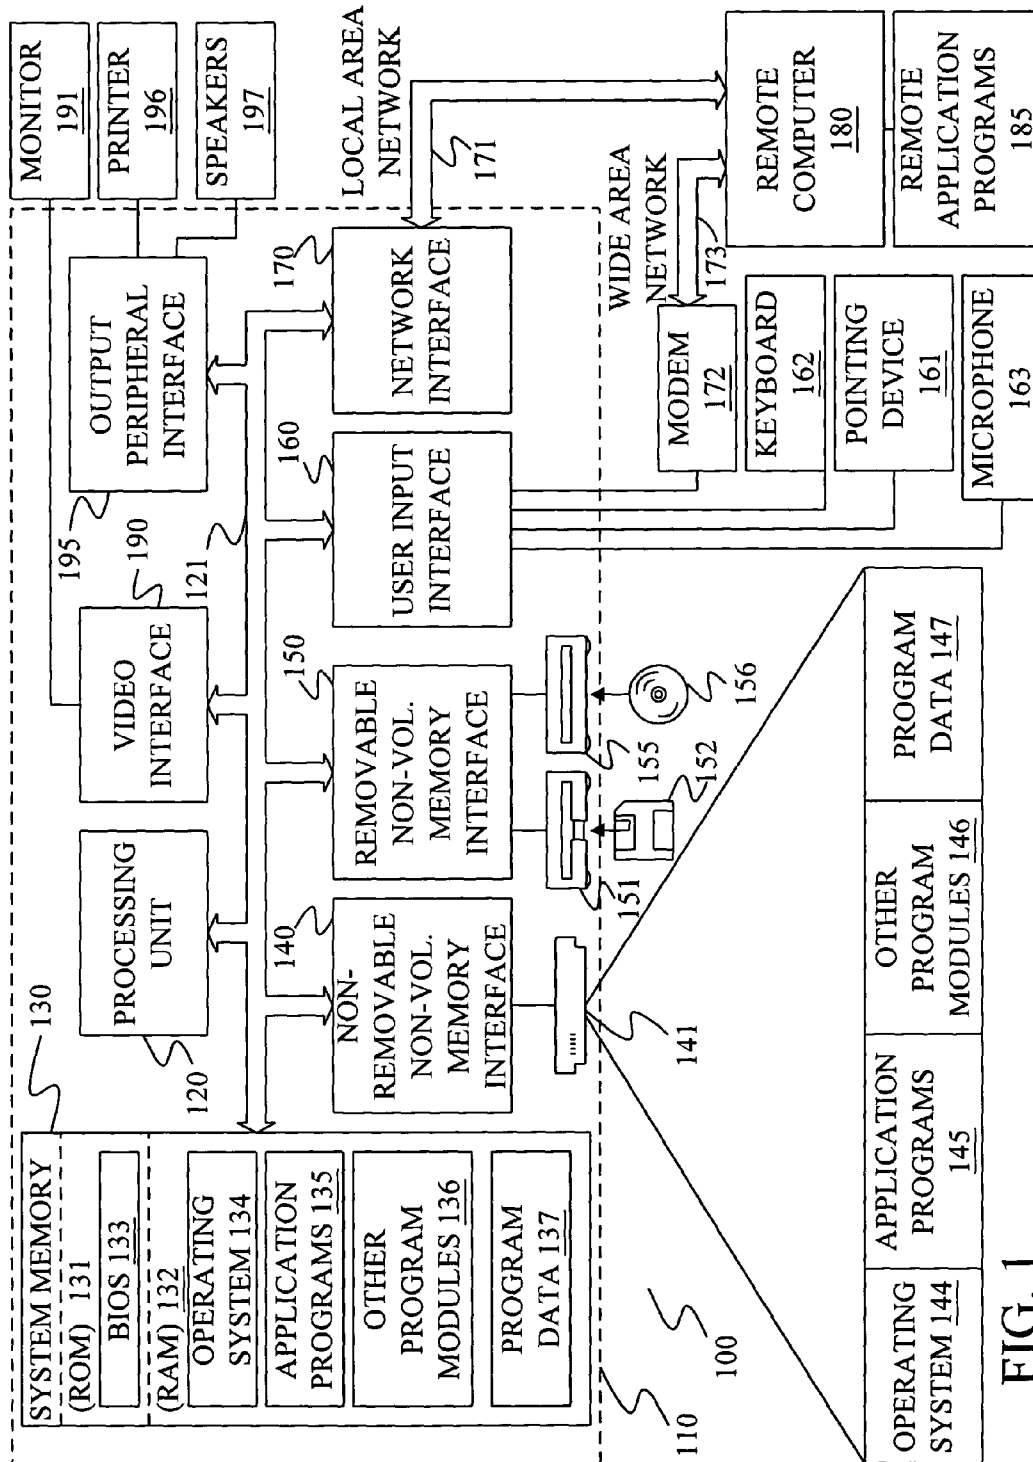 SYSTEM MEMORY
(ROM) 131
BIOS 133
(RAM) 132
OPERATING
SYSTEM 134
APPLICATION
PROGRAMS 135
OTHER
PROGRAM
MODULES 136
PROGRAM
DATA 137
130
PROCESSING
UNIT
120
VIDEO
INTERFACE
190
121
OUTPUT
PERIPHERAL
INTERFACE
195
MONITOR
191
PRINTER
196
SPEAKERS
197
NON-
REMOVABLE
NON-VOL.
MEMORY
INTERFACE
140
REMOVABLE
NON-VOL.
MEMORY
INTERFACE
150
USER INPUT
INTERFACE
160
NETWORK
INTERFACE
170
LOCAL AREA
NETWORK
171
141
151
152
155
156
WIDE AREA
NETWORK
173
MODEM
172
KEYBOARD
162
POINTING
DEVICE
161
MICROPHONE
163
REMOTE
COMPUTER
180
REMOTE
APPLICATION
PROGRAMS
185
110
100
OPERATING
SYSTEM 144
APPLICATION
PROGRAMS
145
OTHER
PROGRAM
MODULES 146
PROGRAM
DATA 147
FIG. 1